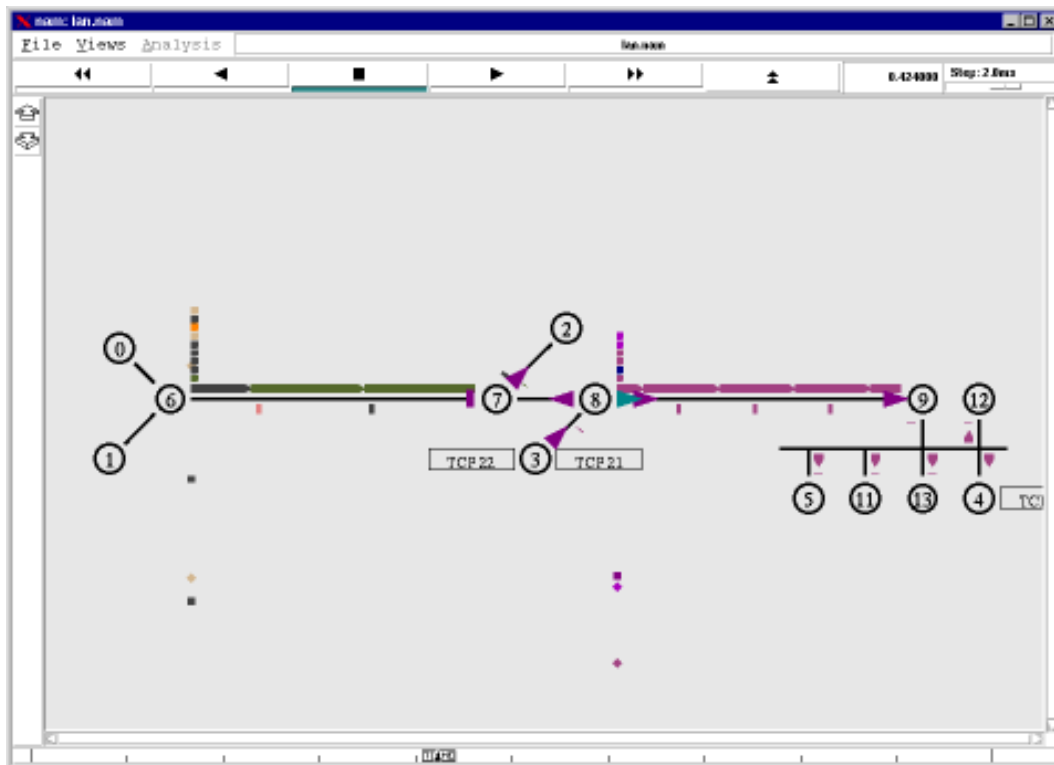 nam: lan.nam
File Views Analysis
lan.nam
0.424000 Step: 2.0ms
2
0
6 7 8 9 12
1 TCP 22 3 TCP 21
5 11 13 4 TC